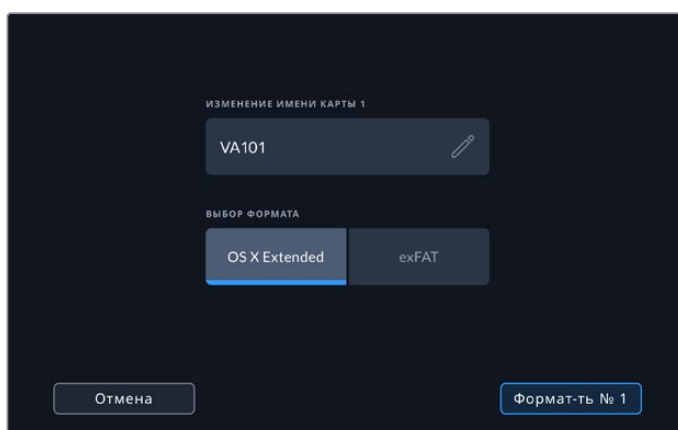 ИЗМЕНЕНИЕ ИМЕНИ КАРТЫ 1
VA101
ВЫБОР ФОРМАТА
OS X Extended exFAT
Отмена Формат-ть № 1